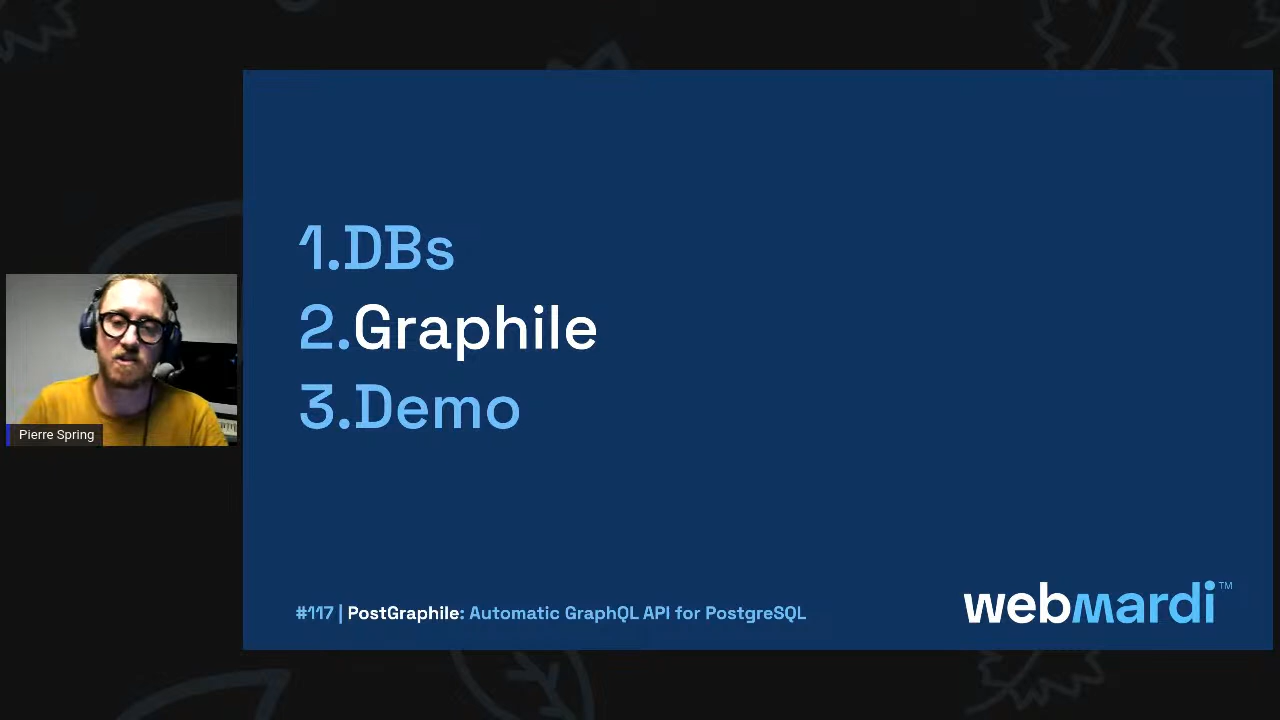 1.DBs
2.Graphile
3.Demo
Pierre Spring
#117 | PostGraphile: Automatic GraphQL API for PostgreSQL
webmardi™